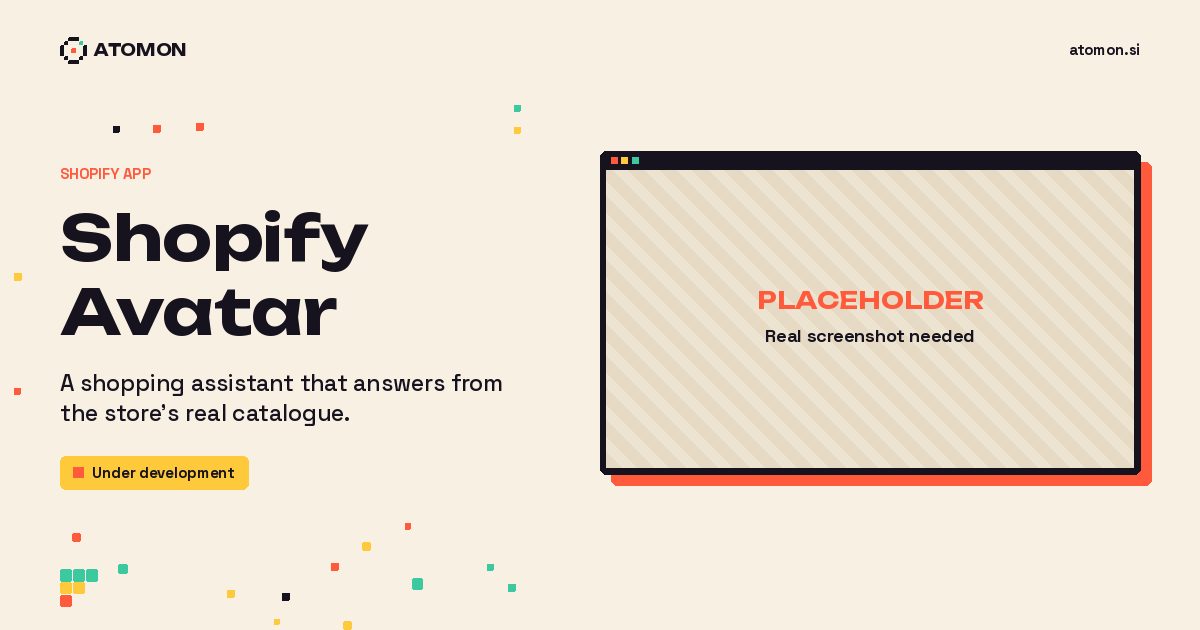 ATOMON
atomon.si
SHOPIFY APP
Shopify
Avatar
A shopping assistant that answers from
the store’s real catalogue.
Under development
PLACEHOLDER
Real screenshot needed